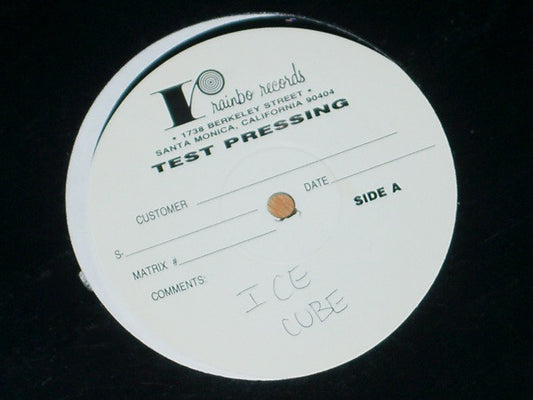 r rainbo records
• 1738 BERKELEY STREET •
SANTA MONICA, CALIFORNIA 90404
TEST PRESSING
CUSTOMER
DATE
SIDE A
S-
MATRIX #
COMMENTS:
ICE
CUBE